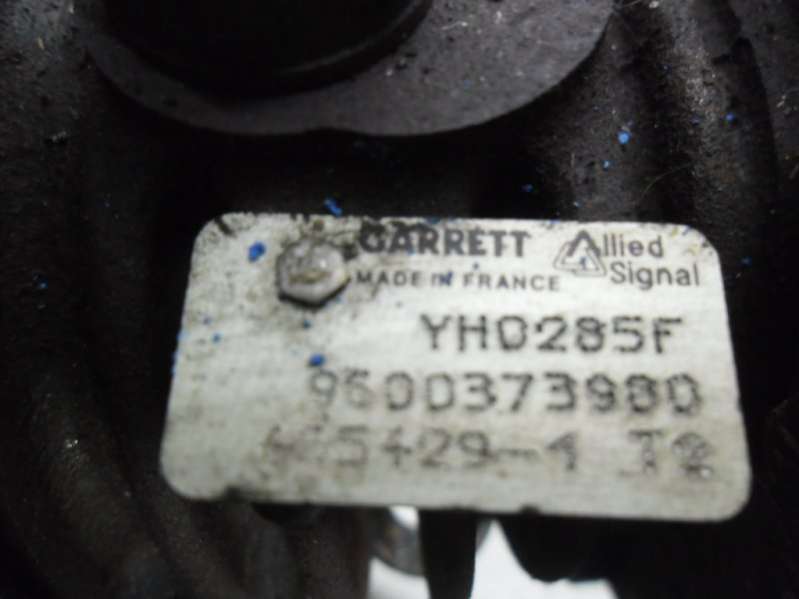 GARRETT
Allied
Signal
MADE IN FRANCE
YH0285F
9600373980